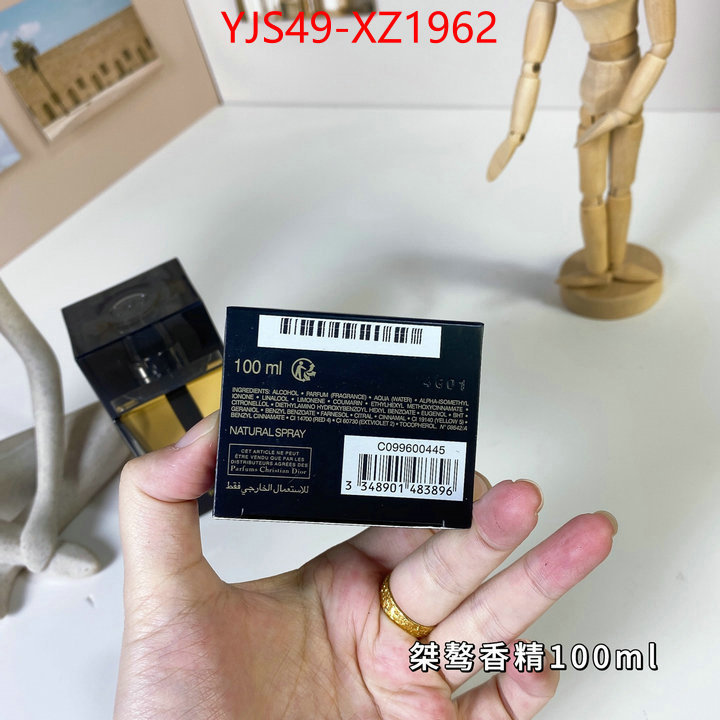 YJS49-XZ1962
100 ml
INGREDIENTS: ALCOHOL • PARFUM (FRAGRANCE) • AQUA (WATER) • ALPHA-ISOMETHYL
IONONE • LINALOOL • LIMONENE • COUMARIN • ETHYLHEXYL METHOXYCINNAMATE •
CITRONELLOL • DIETHYLAMINO HYDROXYBENZOYL HEXYL BENZOATE • EUGENOL • BHT •
GERANIOL • BENZYL BENZOATE • FARNESOL • CITRAL • CINNAMAL • CI 19140 (YELLOW 5) •
BENZYL CINNAMATE • CI 14700 (RED 4) • CI 60730 (EXT.VIOLET 2) • TOCOPHEROL. N° 08642/A
NATURAL SPRAY
CET ARTICLE NE PEUT
ÊTRE VENDU QUE PAR LES
DISTRIBUTEURS AGRÉÉS DES
Parfums Christian Dior
للاستعمال الخارجي فقط
C099600445
3 348901 483896
桀骜香精100ml